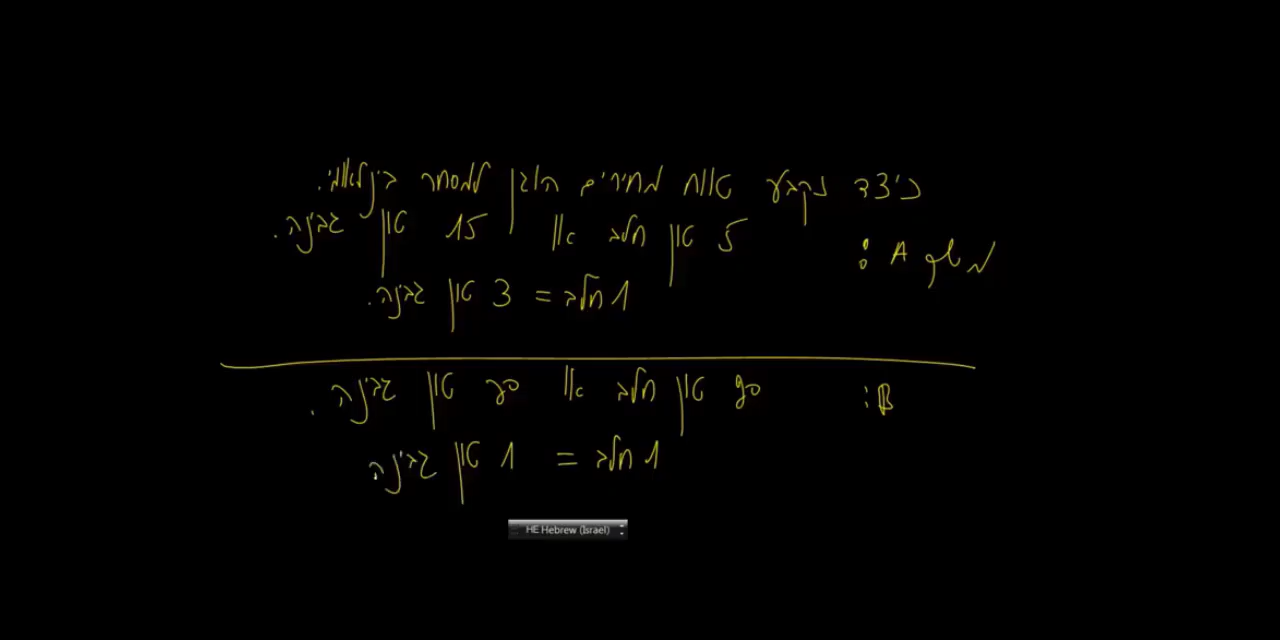 כיצד נקבע טווח מחירים הוגן למסחר בינלאומי.
משק A : 5 טון חלב או 15 טון גבינה.
1 חלב = 3 טון גבינה.
B: טון חלב או טון גבינה.
1 חלב = 1 טון גבינה
HE Hebrew (Israel)